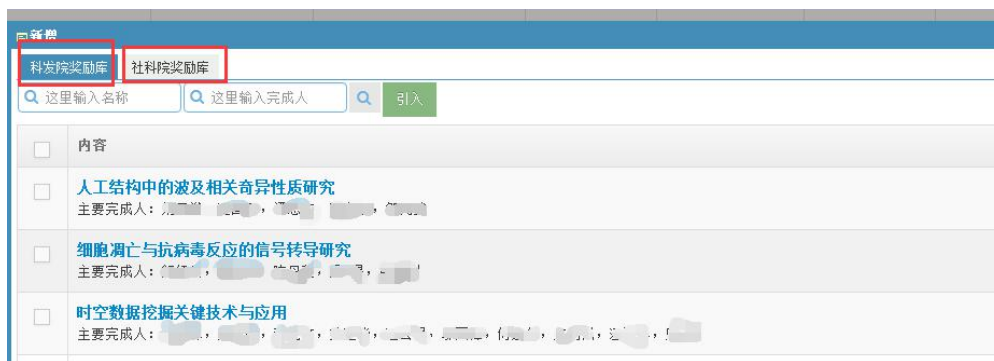 新增
科发院奖励库 社科院奖励库
这里输入名称 这里输入完成人 引入
内容
人工结构中的波及相关奇异性质研究
主要完成人：
细胞凋亡与抗病毒反应的信号转导研究
主要完成人：
时空数据挖掘关键技术与应用
主要完成人：